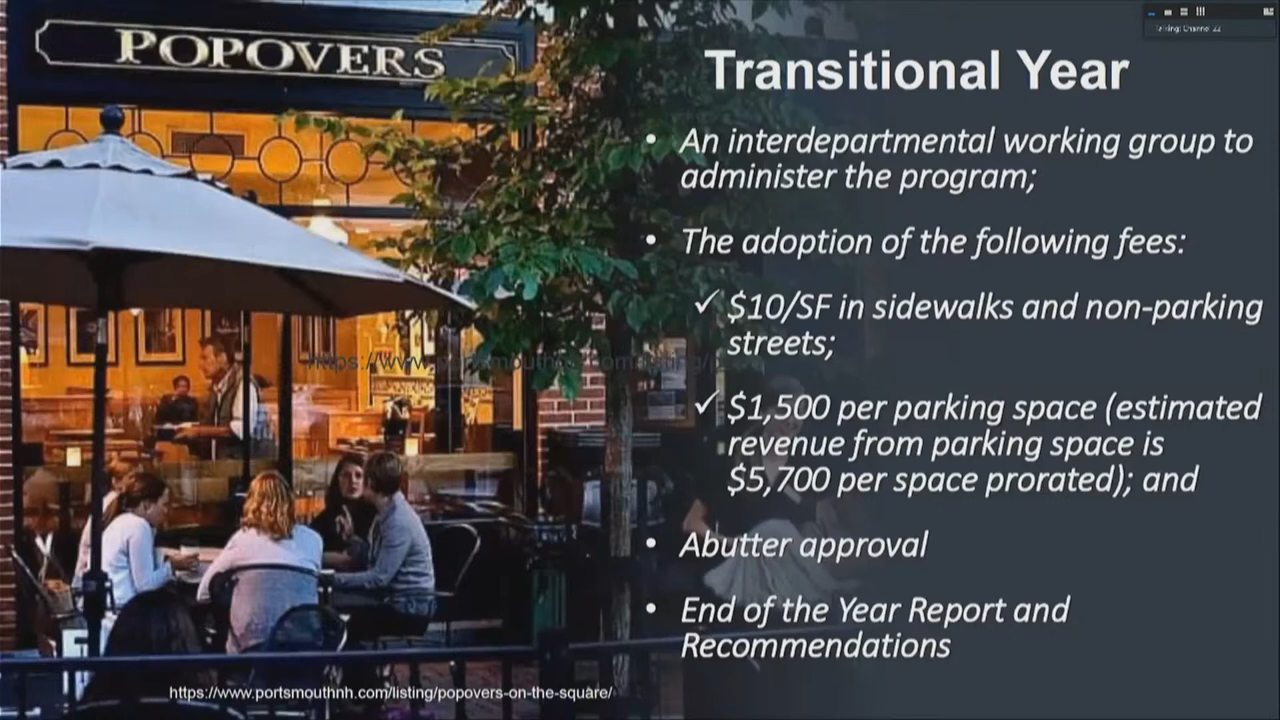 POPOVERS
Transitional Year
• An interdepartmental working group to
administer the program;
• The adoption of the following fees:
✓ $10/SF in sidewalks and non-parking
streets;
✓ $1,500 per parking space (estimated
revenue from parking space is
$5,700 per space prorated); and
• Abutter approval
• End of the Year Report and
Recommendations
https://www.portsmouthnh.com/listing/popovers-on-the-square/